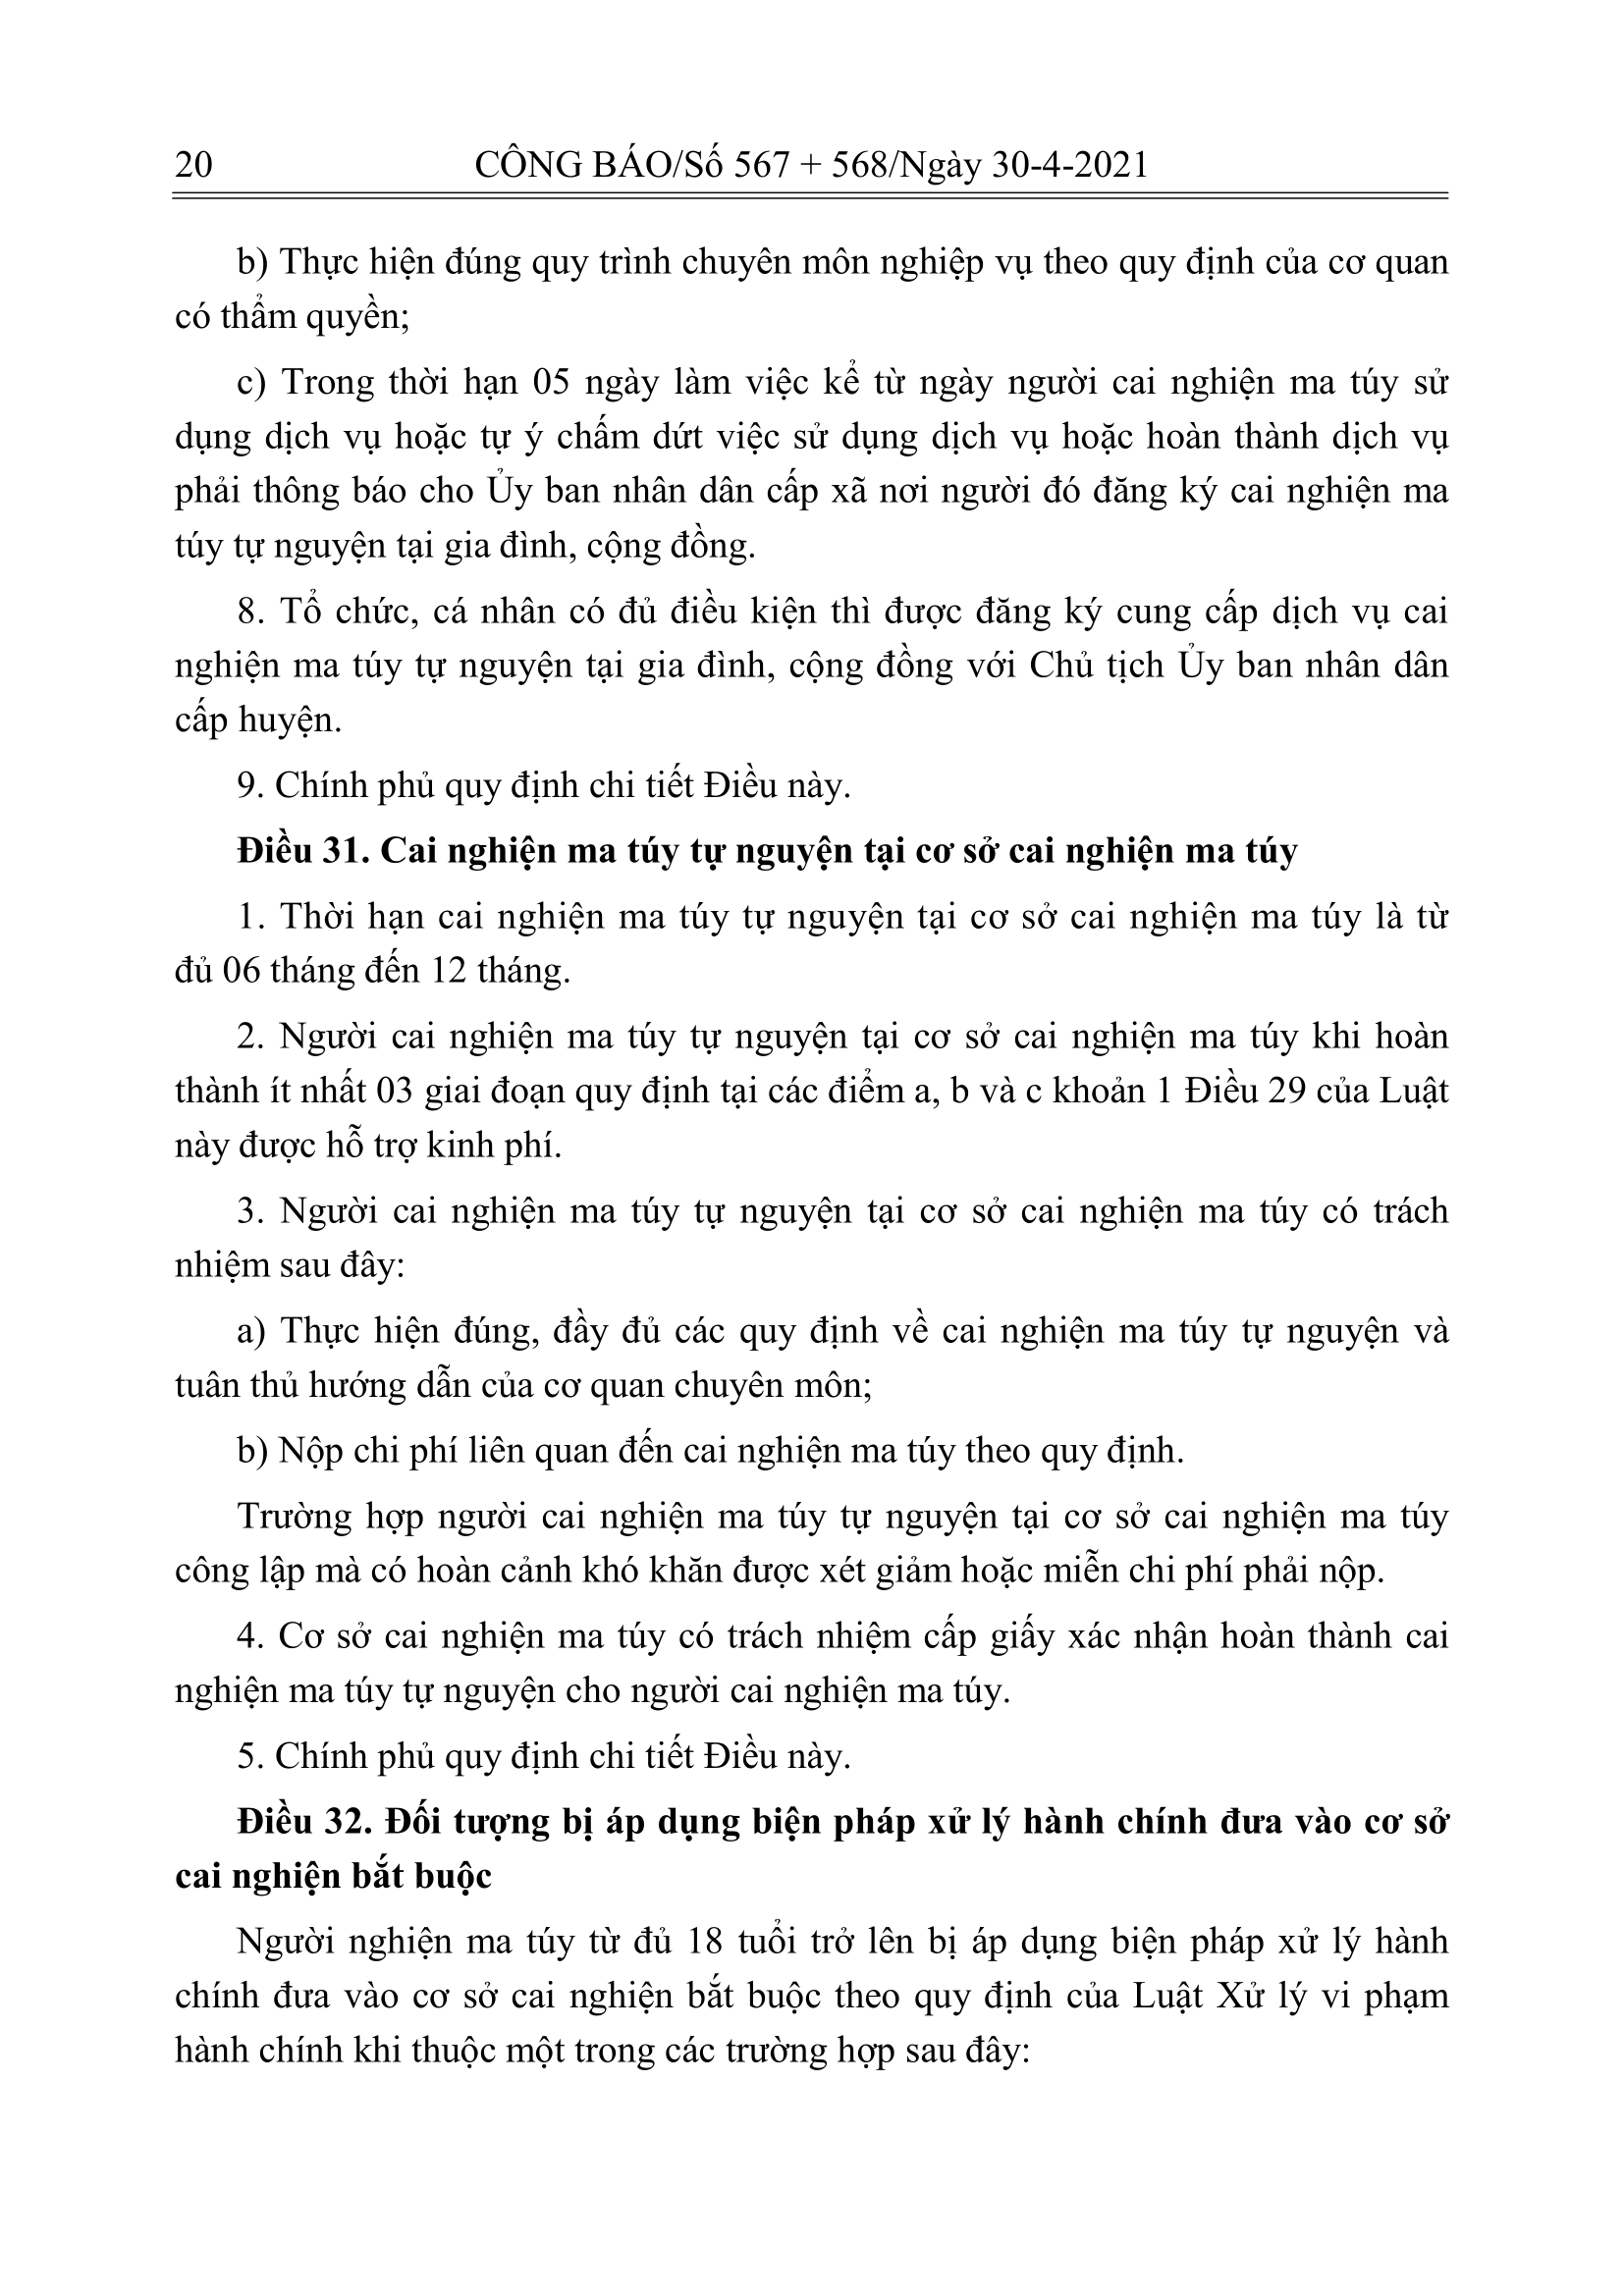 20 CÔNG BÁO/Số 567 + 568/Ngày 30-4-2021
b) Thực hiện đúng quy trình chuyên môn nghiệp vụ theo quy định của cơ quan
có thẩm quyền;
c) Trong thời hạn 05 ngày làm việc kể từ ngày người cai nghiện ma túy sử
dụng dịch vụ hoặc tự ý chấm dứt việc sử dụng dịch vụ hoặc hoàn thành dịch vụ
phải thông báo cho Ủy ban nhân dân cấp xã nơi người đó đăng ký cai nghiện ma
túy tự nguyện tại gia đình, cộng đồng.
8. Tổ chức, cá nhân có đủ điều kiện thì được đăng ký cung cấp dịch vụ cai
nghiện ma túy tự nguyện tại gia đình, cộng đồng với Chủ tịch Ủy ban nhân dân
cấp huyện.
9. Chính phủ quy định chi tiết Điều này.
Điều 31. Cai nghiện ma túy tự nguyện tại cơ sở cai nghiện ma túy
1. Thời hạn cai nghiện ma túy tự nguyện tại cơ sở cai nghiện ma túy là từ
đủ 06 tháng đến 12 tháng.
2. Người cai nghiện ma túy tự nguyện tại cơ sở cai nghiện ma túy khi hoàn
thành ít nhất 03 giai đoạn quy định tại các điểm a, b và c khoản 1 Điều 29 của Luật
này được hỗ trợ kinh phí.
3. Người cai nghiện ma túy tự nguyện tại cơ sở cai nghiện ma túy có trách
nhiệm sau đây:
a) Thực hiện đúng, đầy đủ các quy định về cai nghiện ma túy tự nguyện và
tuân thủ hướng dẫn của cơ quan chuyên môn;
b) Nộp chi phí liên quan đến cai nghiện ma túy theo quy định.
Trường hợp người cai nghiện ma túy tự nguyện tại cơ sở cai nghiện ma túy
công lập mà có hoàn cảnh khó khăn được xét giảm hoặc miễn chi phí phải nộp.
4. Cơ sở cai nghiện ma túy có trách nhiệm cấp giấy xác nhận hoàn thành cai
nghiện ma túy tự nguyện cho người cai nghiện ma túy.
5. Chính phủ quy định chi tiết Điều này.
Điều 32. Đối tượng bị áp dụng biện pháp xử lý hành chính đưa vào cơ sở
cai nghiện bắt buộc
Người nghiện ma túy từ đủ 18 tuổi trở lên bị áp dụng biện pháp xử lý hành
chính đưa vào cơ sở cai nghiện bắt buộc theo quy định của Luật Xử lý vi phạm
hành chính khi thuộc một trong các trường hợp sau đây: